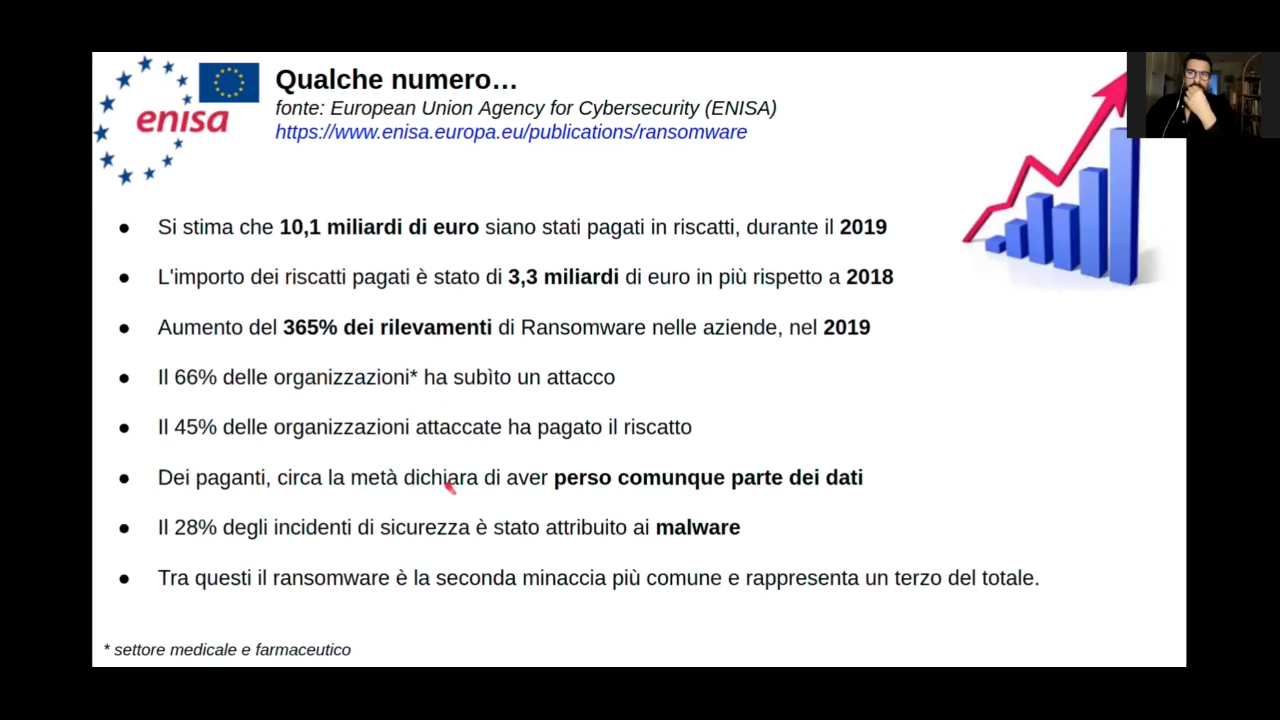 enisa
Qualche numero…
fonte: European Union Agency for Cybersecurity (ENISA)
https://www.enisa.europa.eu/publications/ransomware
● Si stima che 10,1 miliardi di euro siano stati pagati in riscatti, durante il 2019
● L'importo dei riscatti pagati è stato di 3,3 miliardi di euro in più rispetto a 2018
● Aumento del 365% dei rilevamenti di Ransomware nelle aziende, nel 2019
● Il 66% delle organizzazioni* ha subìto un attacco
● Il 45% delle organizzazioni attaccate ha pagato il riscatto
● Dei paganti, circa la metà dichiara di aver perso comunque parte dei dati
● Il 28% degli incidenti di sicurezza è stato attribuito ai malware
● Tra questi il ransomware è la seconda minaccia più comune e rappresenta un terzo del totale.
* settore medicale e farmaceutico